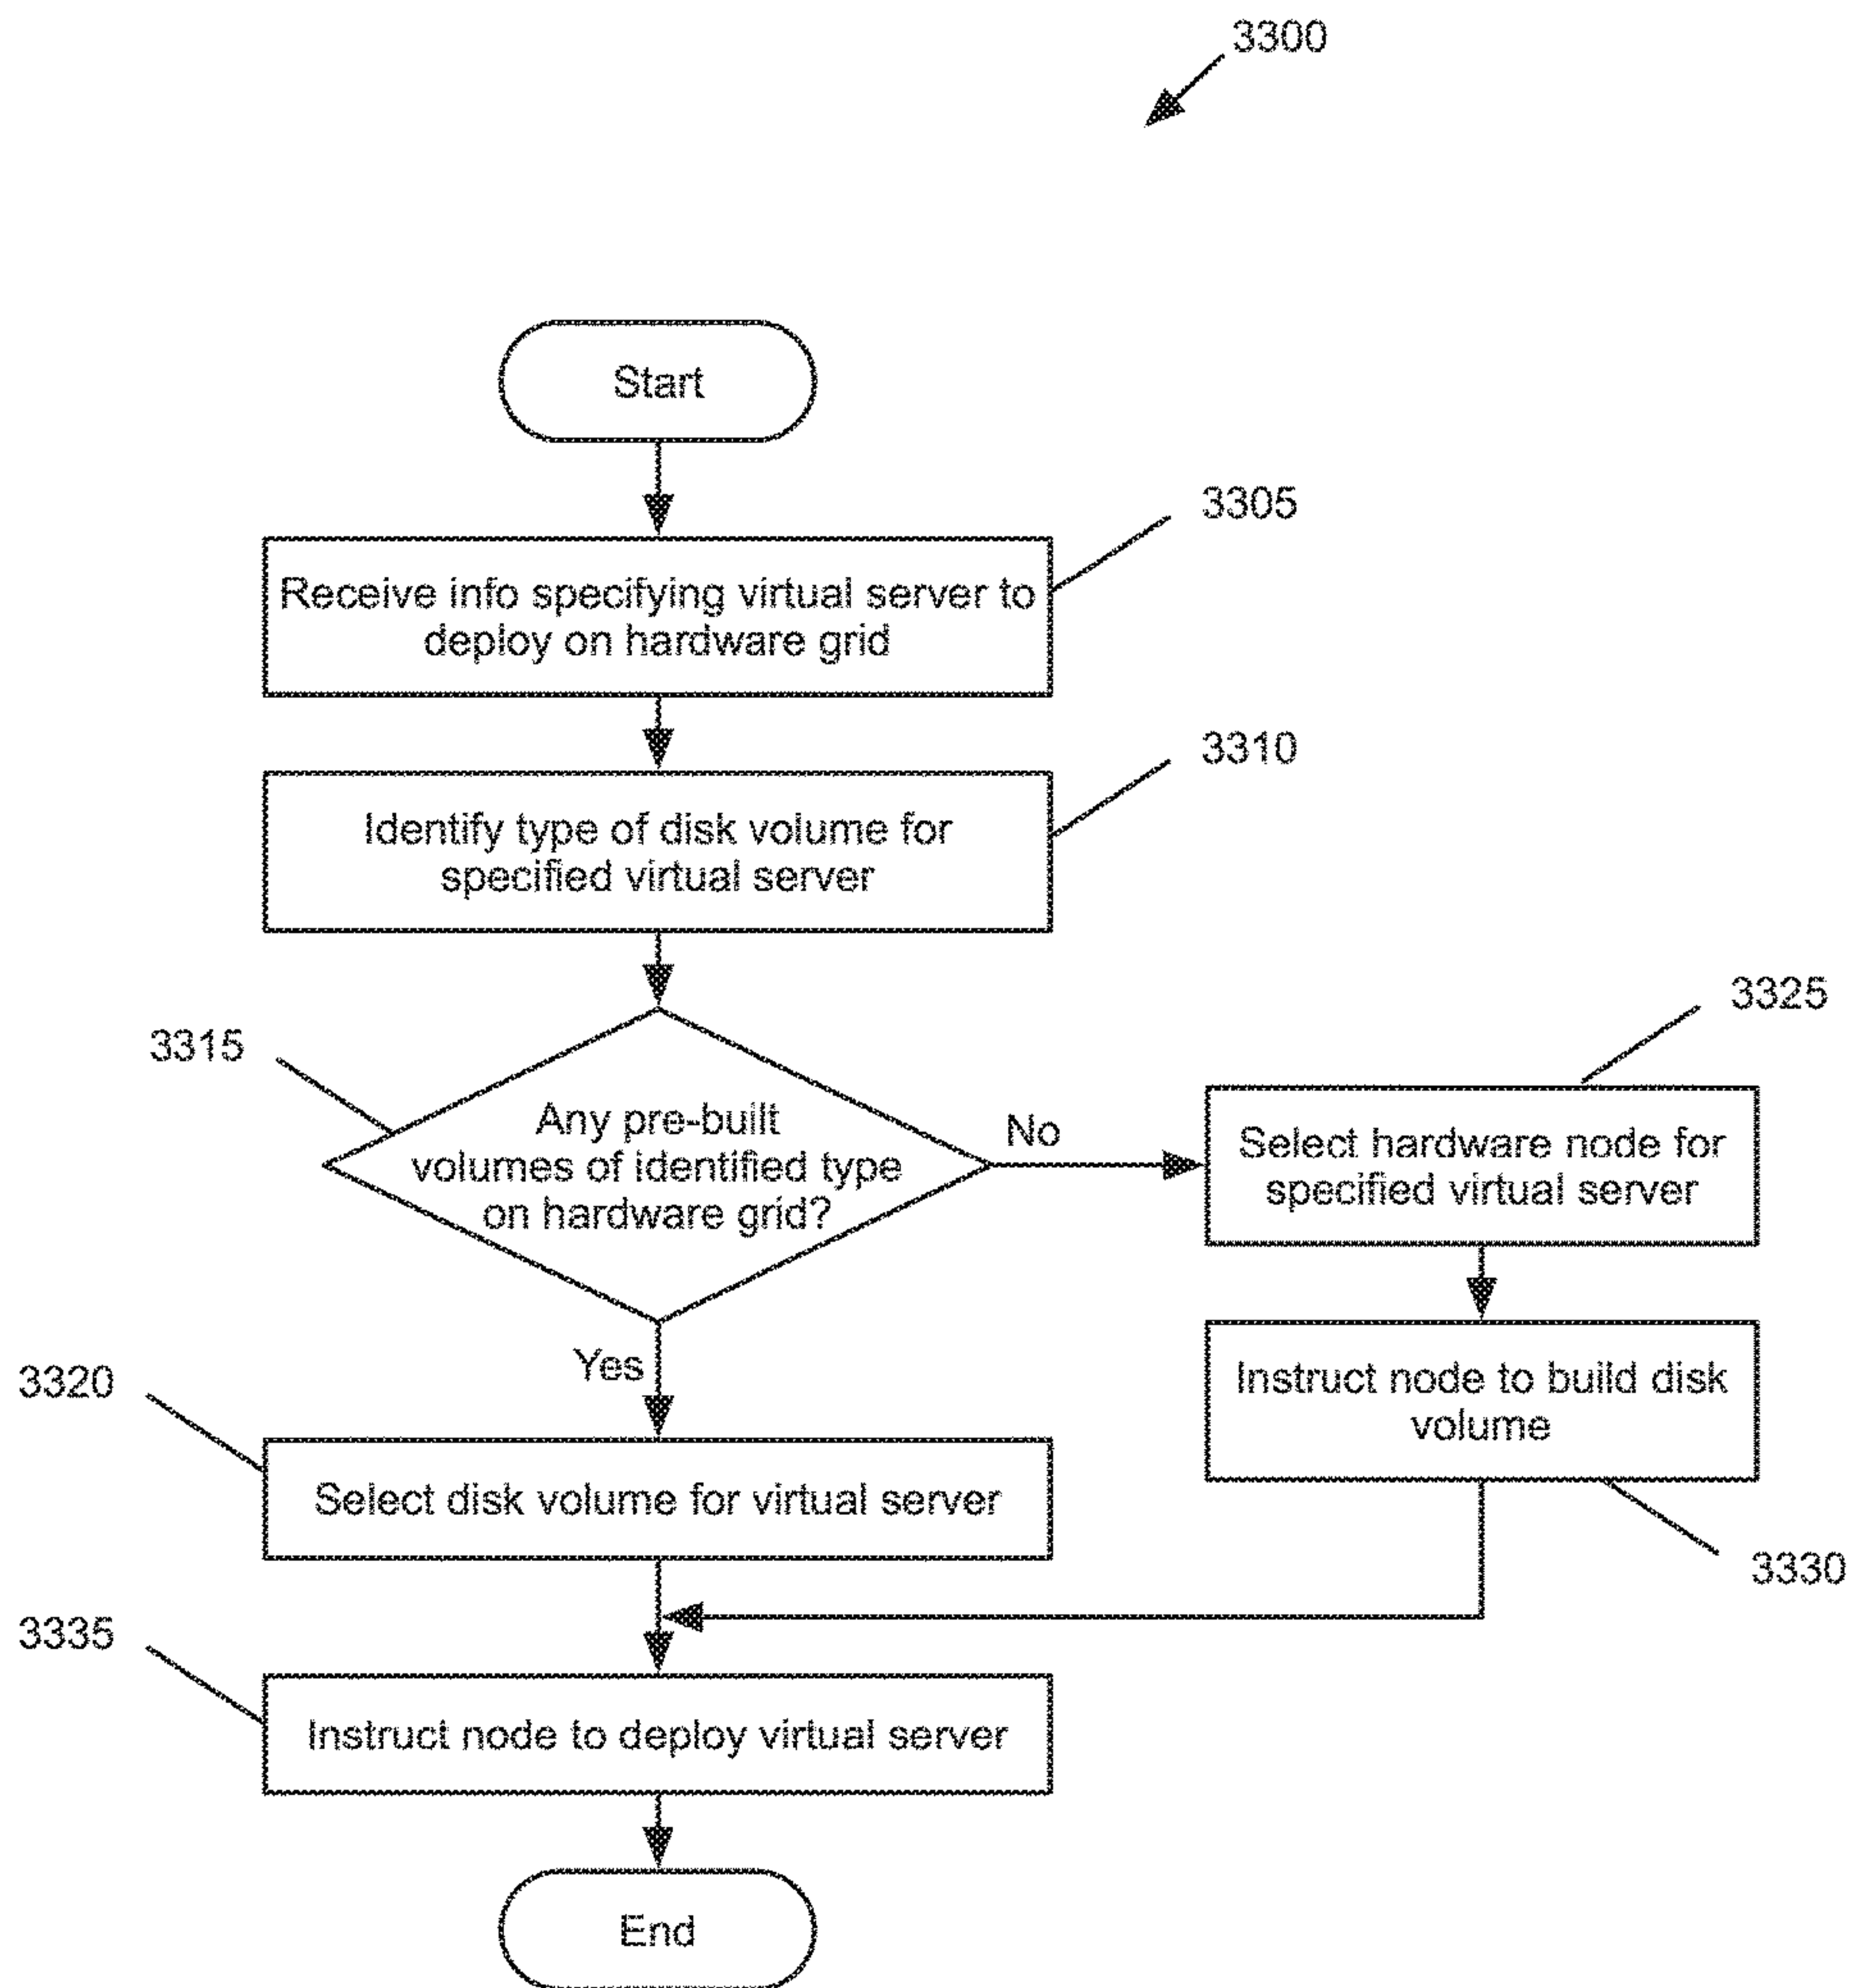 3300
Start
3305
Receive info specifying virtual server to
deploy on hardware grid
3310
Identify type of disk volume for
specified virtual server
3315
Any pre-built
volumes of identified type
on hardware grid?
No
3325
Select hardware node for
specified virtual server
Yes
3320
Select disk volume for virtual server
Instruct node to build disk
volume
3330
3335
Instruct node to deploy virtual server
End